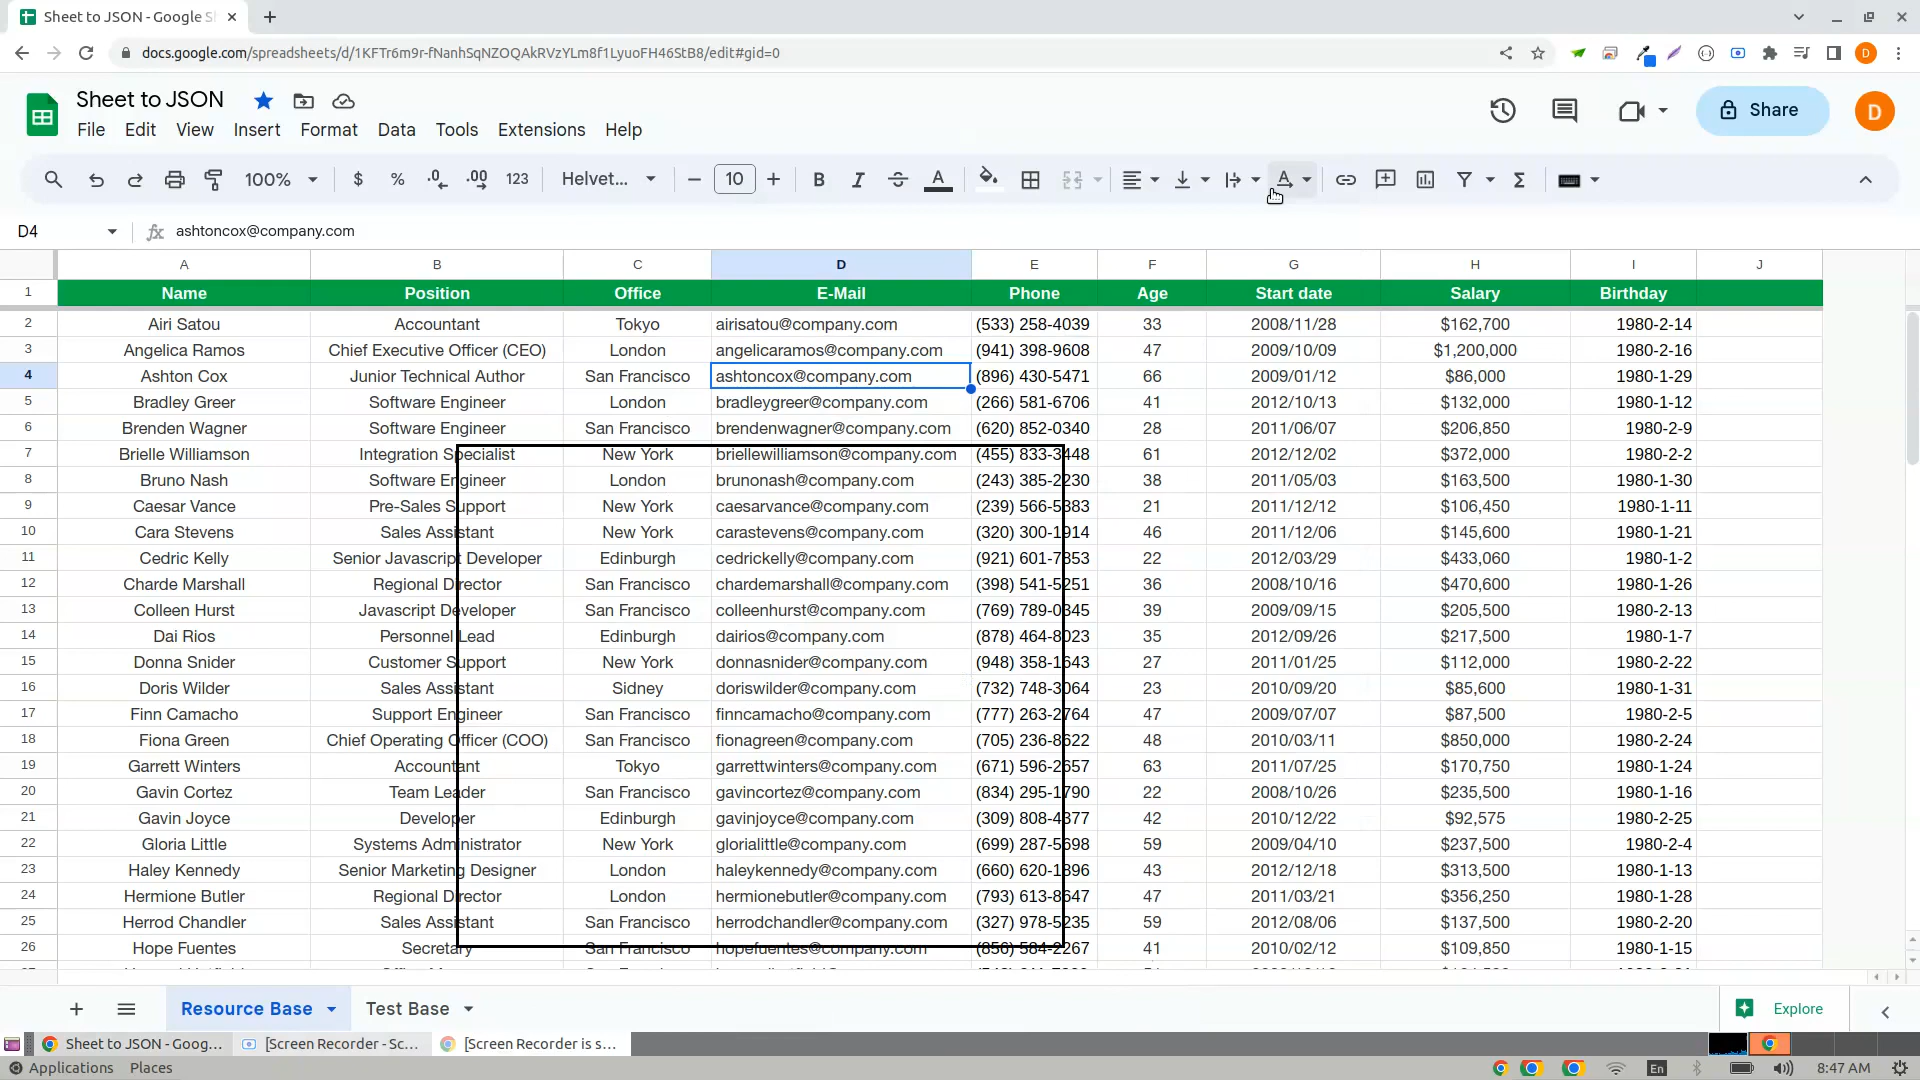 Sheet to JSON - Google S
docs.google.com/spreadsheets/d/1KFTr6m9r-fNanhSqNZOQAkRVzYLm8f1LyuoFH46StB8/edit#gid=0
D
Sheet to JSON
File Edit View Insert Format Data Tools Extensions Help
Share
D
100% $ % .0 .00 123 Helvet... 10 B I A
D4 ashtoncox@company.com
A B C D E F G H I J
1 Name Position Office E-Mail Phone Age Start date Salary Birthday
2 Airi Satou Accountant Tokyo airisatou@company.com (533) 258-4039 33 2008/11/28 $162,700 1980-2-14
3 Angelica Ramos Chief Executive Officer (CEO) London angelicaramos@company.com (941) 398-9608 47 2009/10/09 $1,200,000 1980-2-16
4 Ashton Cox Junior Technical Author San Francisco ashtoncox@company.com (896) 430-5471 66 2009/01/12 $86,000 1980-1-29
5 Bradley Greer Software Engineer London bradleygreer@company.com (266) 581-6706 41 2012/10/13 $132,000 1980-1-12
6 Brenden Wagner Software Engineer San Francisco brendenwagner@company.com (620) 852-0340 28 2011/06/07 $206,850 1980-2-9
7 Brielle Williamson Integration Specialist New York briellewilliamson@company.com (455) 833-3448 61 2012/12/02 $372,000 1980-2-2
8 Bruno Nash Software Engineer London brunonash@company.com (243) 385-2230 38 2011/05/03 $163,500 1980-1-30
9 Caesar Vance Pre-Sales Support New York caesarvance@company.com (239) 566-5383 21 2011/12/12 $106,450 1980-1-11
10 Cara Stevens Sales Assistant New York carastevens@company.com (320) 300-1914 46 2011/12/06 $145,600 1980-1-21
11 Cedric Kelly Senior Javascript Developer Edinburgh cedrickelly@company.com (921) 601-7353 22 2012/03/29 $433,060 1980-1-2
12 Charde Marshall Regional Director San Francisco chardemarshall@company.com (398) 541-5251 36 2008/10/16 $470,600 1980-1-26
13 Colleen Hurst Javascript Developer San Francisco colleenhurst@company.com (769) 789-0345 39 2009/09/15 $205,500 1980-2-13
14 Dai Rios Personnel Lead Edinburgh dairios@company.com (878) 464-8023 35 2012/09/26 $217,500 1980-1-7
15 Donna Snider Customer Support New York donnasnider@company.com (948) 358-1643 27 2011/01/25 $112,000 1980-2-22
16 Doris Wilder Sales Assistant Sidney doriswilder@company.com (732) 748-3064 23 2010/09/20 $85,600 1980-1-31
17 Finn Camacho Support Engineer San Francisco finncamacho@company.com (777) 263-2764 47 2009/07/07 $87,500 1980-2-5
18 Fiona Green Chief Operating Officer (COO) San Francisco fionagreen@company.com (705) 236-8622 48 2010/03/11 $850,000 1980-2-24
19 Garrett Winters Accountant Tokyo garrettwinters@company.com (671) 596-2657 63 2011/07/25 $170,750 1980-1-24
20 Gavin Cortez Team Leader San Francisco gavincortez@company.com (834) 295-1790 22 2008/10/26 $235,500 1980-1-16
21 Gavin Joyce Developer Edinburgh gavinjoyce@company.com (309) 808-4377 42 2010/12/22 $92,575 1980-2-25
22 Gloria Little Systems Administrator New York glorialittle@company.com (699) 287-5698 59 2009/04/10 $237,500 1980-2-4
23 Haley Kennedy Senior Marketing Designer London haleykennedy@company.com (660) 620-1896 43 2012/12/18 $313,500 1980-1-13
24 Hermione Butler Regional Director London hermionebutler@company.com (793) 613-8647 47 2011/03/21 $356,250 1980-1-28
25 Herrod Chandler Sales Assistant San Francisco herrodchandler@company.com (327) 978-5235 59 2012/08/06 $137,500 1980-2-20
26 Hope Fuentes Secretary San Francisco hopefuentes@company.com (856) 584-2267 41 2010/02/12 $109,850 1980-1-15
Resource Base Test Base Explore
Sheet to JSON - Goog... [Screen Recorder - Sc... [Screen Recorder is s...
Applications Places En 8:47 AM